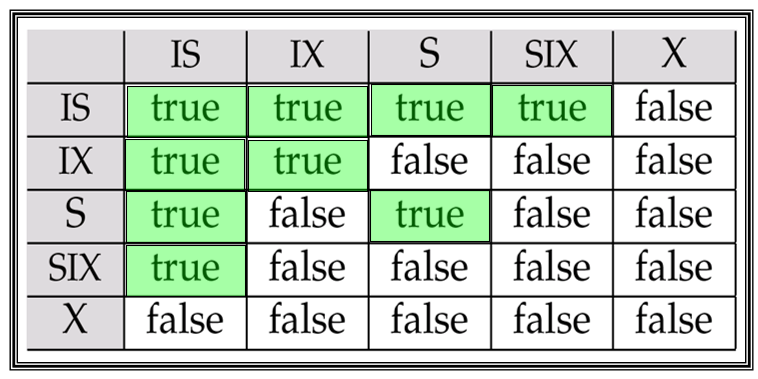 IS IX S SIX X
IS true true true true false
IX true true false false false
S true false true false false
SIX true false false false false
X false false false false false